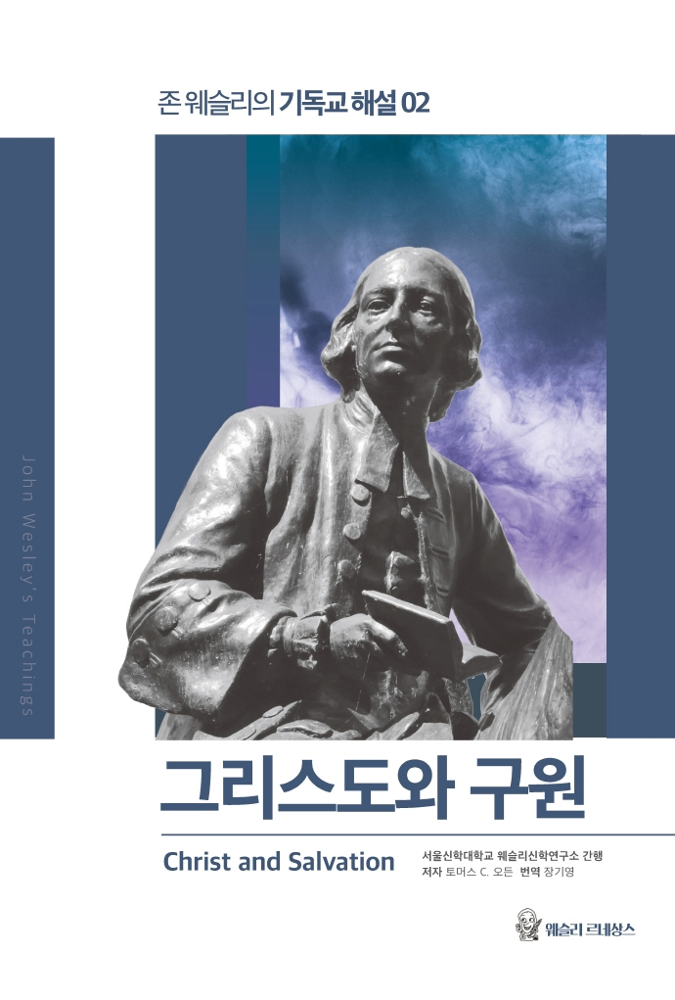 존 웨슬리의 기독교 해설 02
John Wesley's Teachings
그리스도와 구원
Christ and Salvation
서울신학대학교 웨슬리신학연구소 간행
저자 토머스 C. 오든 번역 장기영
웨슬리 르네상스